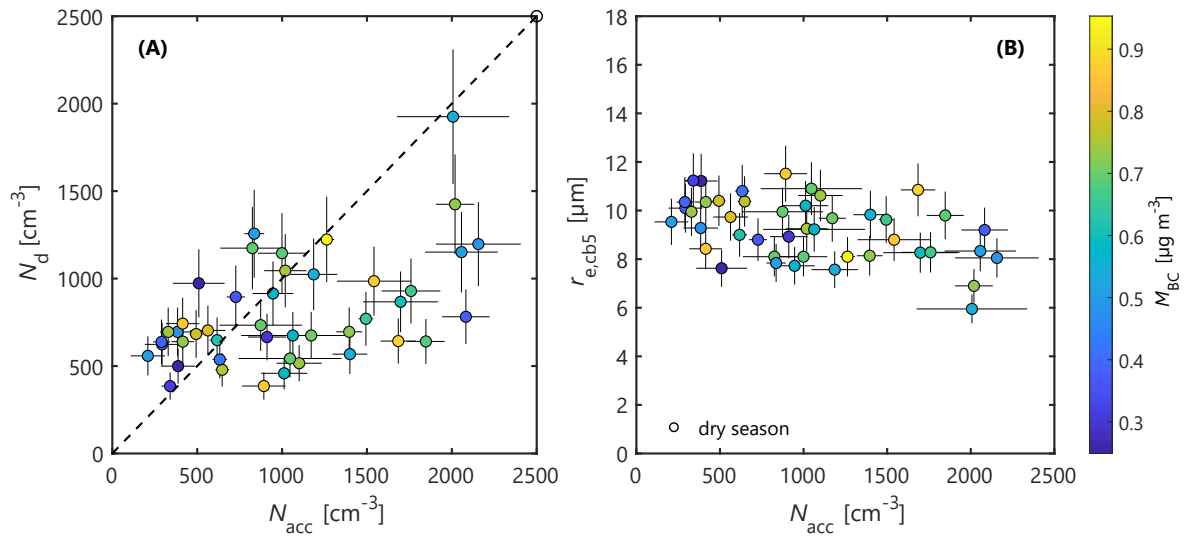 (A)
2500
2000
1500
1000
500
0
N_d [cm^-3]
0 500 1000 1500 2000 2500
N_acc [cm^-3]
(B)
18
16
14
12
10
8
6
4
2
0
r_e,cb5 [μm]
dry season
0 500 1000 1500 2000 2500
N_acc [cm^-3]
0.9
0.8
0.7
0.6
0.5
0.4
0.3
M_BC [μg m^-3]